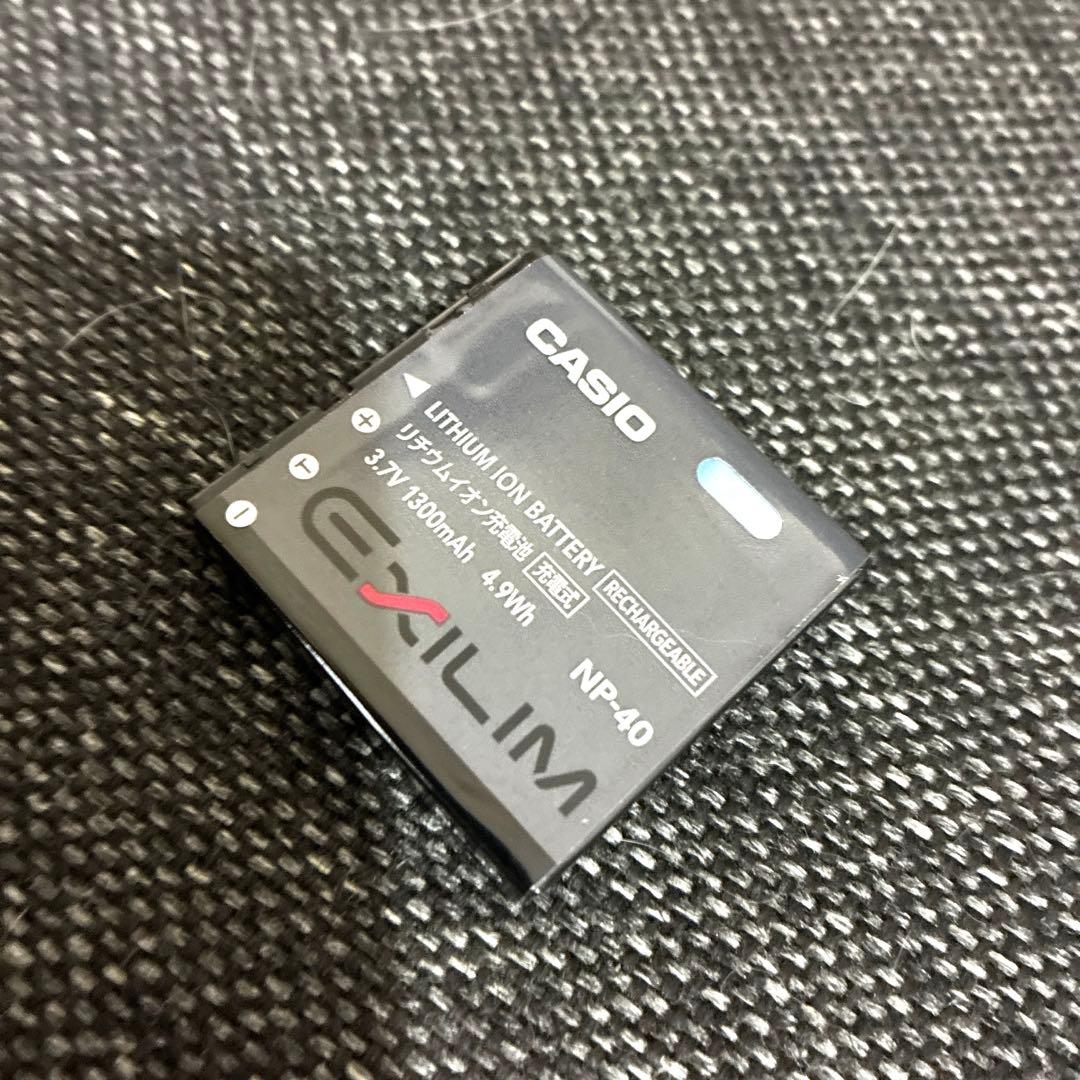 CASIO
LITHIUM ION BATTERY RECHARGEABLE
リチウムイオン充電池 充電式
3.7V 1300mAh 4.9Wh
NP-40
+
T
−
EXILIM